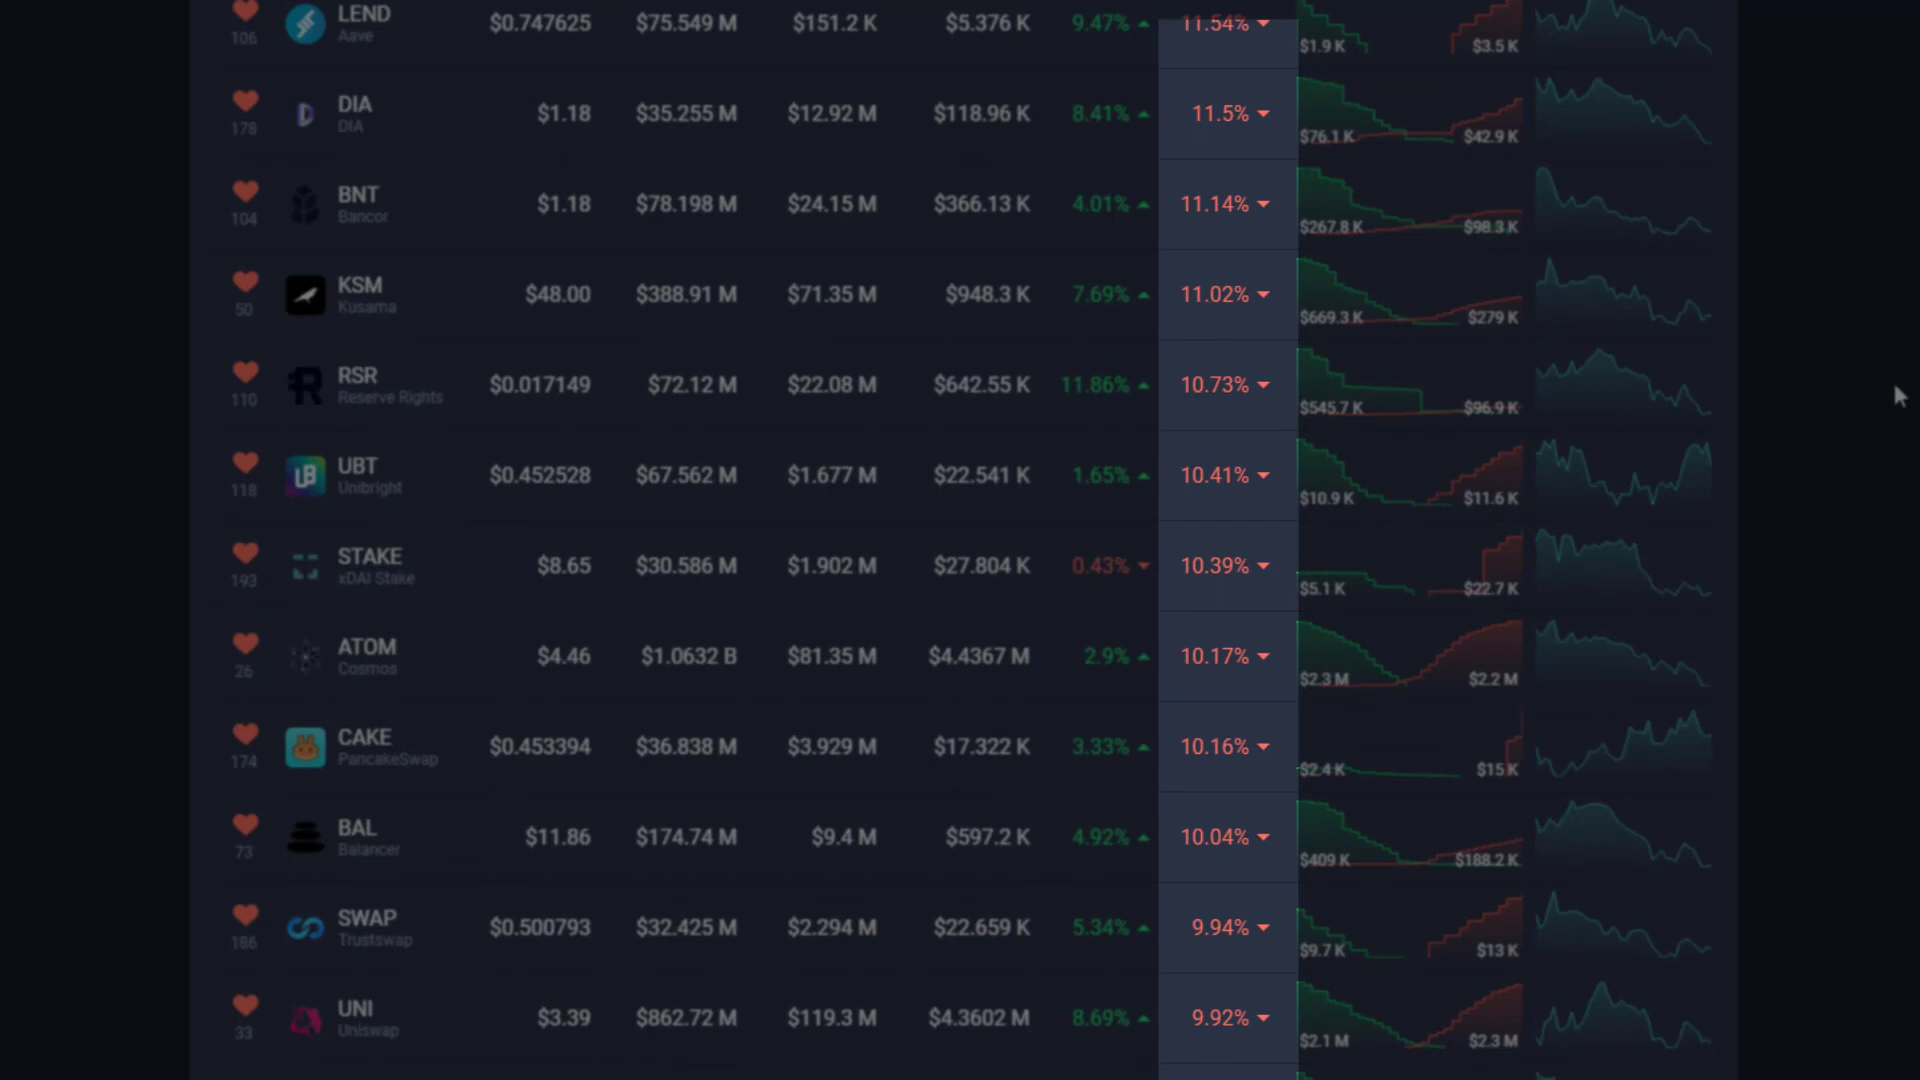 LEND $0.747625 $75.549 M $151.2 K $5.376 K 9.47% 11.54%
106 Aave $1.9 K $3.5 K
DIA $1.18 $35.255 M $12.92 M $118.96 K 8.41% 11.5%
178 DIA $76.1 K $42.9 K
BNT $1.18 $78.198 M $24.15 M $366.13 K 4.01% 11.14%
104 Bancor $267.8 K $98.3 K
KSM $48.00 $388.91 M $71.35 M $948.3 K 7.69% 11.02%
50 Kusama $669.3 K $279 K
RSR $0.017149 $72.12 M $22.08 M $642.55 K 11.86% 10.73%
110 Reserve Rights $545.7 K $96.9 K
UBT $0.452528 $67.562 M $1.677 M $22.541 K 1.65% 10.41%
118 Unibright $10.9 K $11.6 K
STAKE $8.65 $30.586 M $1.902 M $27.804 K 0.43% 10.39%
193 xDAI Stake $5.1 K $22.7 K
ATOM $4.46 $1.0632 B $81.35 M $4.4367 M 2.9% 10.17%
26 Cosmos $2.3 M $2.2 M
CAKE $0.453394 $36.838 M $3.929 M $17.322 K 3.33% 10.16%
174 PancakeSwap $2.4 K $15 K
BAL $11.86 $174.74 M $9.4 M $597.2 K 4.92% 10.04%
73 Balancer $409 K $188.2 K
SWAP $0.500793 $32.425 M $2.294 M $22.659 K 5.34% 9.94%
186 Trustswap $9.7 K $13 K
UNI $3.39 $862.72 M $119.3 M $4.3602 M 8.69% 9.92%
33 Uniswap $2.1 M $2.3 M